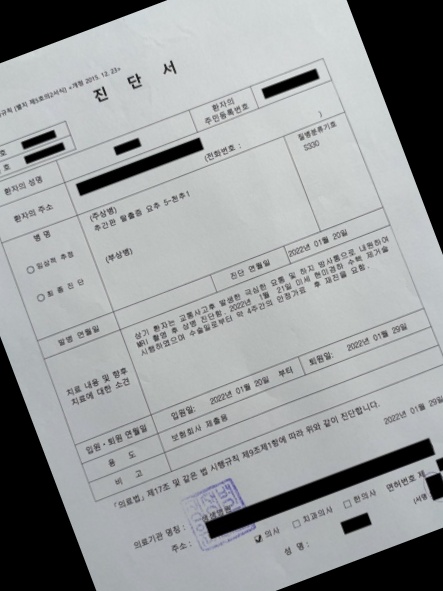 규칙 [별지 제5호의2서식] <개정 2015. 12. 23>
진 단 서
호
호
환자의
주민등록번호
환자의 성명
환자의 주소
(전화번호 : )
병 명
(주상병)
추간판 탈출증 요추 5-천추1
질병분류기호
S330
○ 임상적 추정
○ 최 종 진 단
(부상병)
발병 연월일
진단 연월일
2022년 01월 20일
치료 내용 및 향후
치료에 대한 소견
상기 환자는 교통사고후 발생한 극심한 요통 및 하지 방사통으로 내원하여
MRI 촬영 후 상병 진단함. 2022년 1월 21일 미세 현미경하 수핵 제거술
시행하였으며 수술일로부터 약 4주간의 안정가료 후 재진을 요함.
입원·퇴원 연월일
입원일: 2022년 01월 20일 부터
퇴원일: 2022년 01월 29일
용 도
보험회사 제출용
비 고
「의료법」 제17조 및 같은 법 시행규칙 제9조제1항에 따라 위와 같이 진단합니다.
2022년 01월 29일
의료기관 명칭 :
주소 :
☑ 의사 □ 치과의사 □ 한의사 면허번호 제
성 명 :
(서명